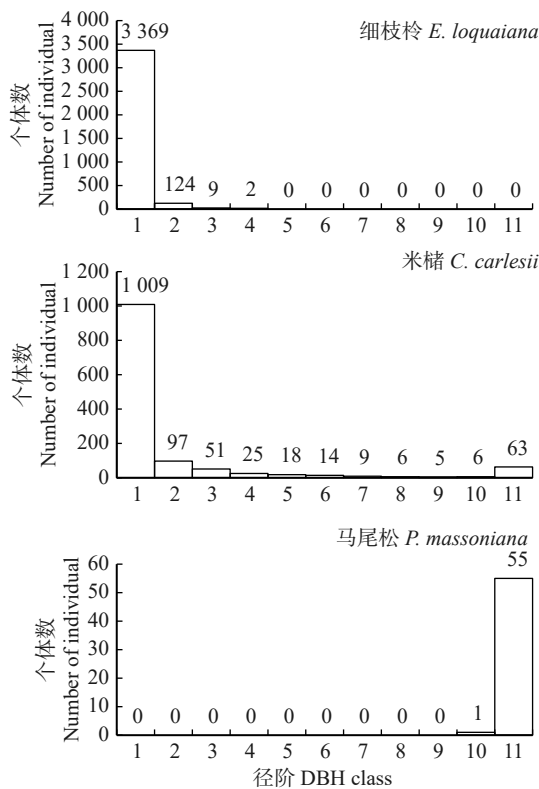 细枝柃 E. loquaiana
个体数
Number of individual
4 000
3 500
3 000
2 500
2 000
1 500
1 000
500
0
3 369 124 9 2 0 0 0 0 0 0 0
1 2 3 4 5 6 7 8 9 10 11
米槠 C. carlesii
个体数
Number of individual
1 200
1 000
800
600
400
200
0
1 009 97 51 25 18 14 9 6 5 6 63
1 2 3 4 5 6 7 8 9 10 11
马尾松 P. massoniana
个体数
Number of individual
60
50
40
30
20
10
0
0 0 0 0 0 0 0 0 0 1 55
1 2 3 4 5 6 7 8 9 10 11
径阶 DBH class